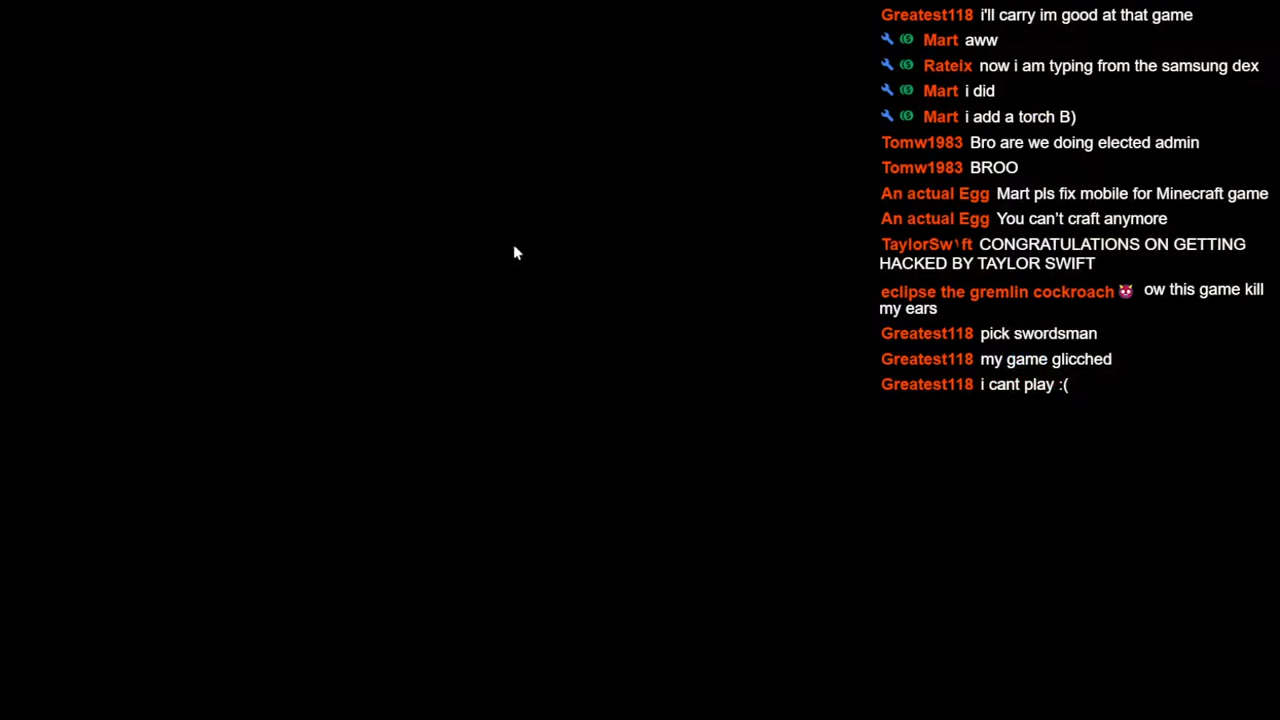 Greatest118 i'll carry im good at that game
Mart aww
Rateix now i am typing from the samsung dex
Mart i did
Mart i add a torch B)
Tomw1983 Bro are we doing elected admin
Tomw1983 BROO
An actual Egg Mart pls fix mobile for Minecraft game
An actual Egg You can’t craft anymore
TaylorSw١ft CONGRATULATIONS ON GETTING
HACKED BY TAYLOR SWIFT
eclipse the gremlin cockroach ow this game kill
my ears
Greatest118 pick swordsman
Greatest118 my game glicched
Greatest118 i cant play :(